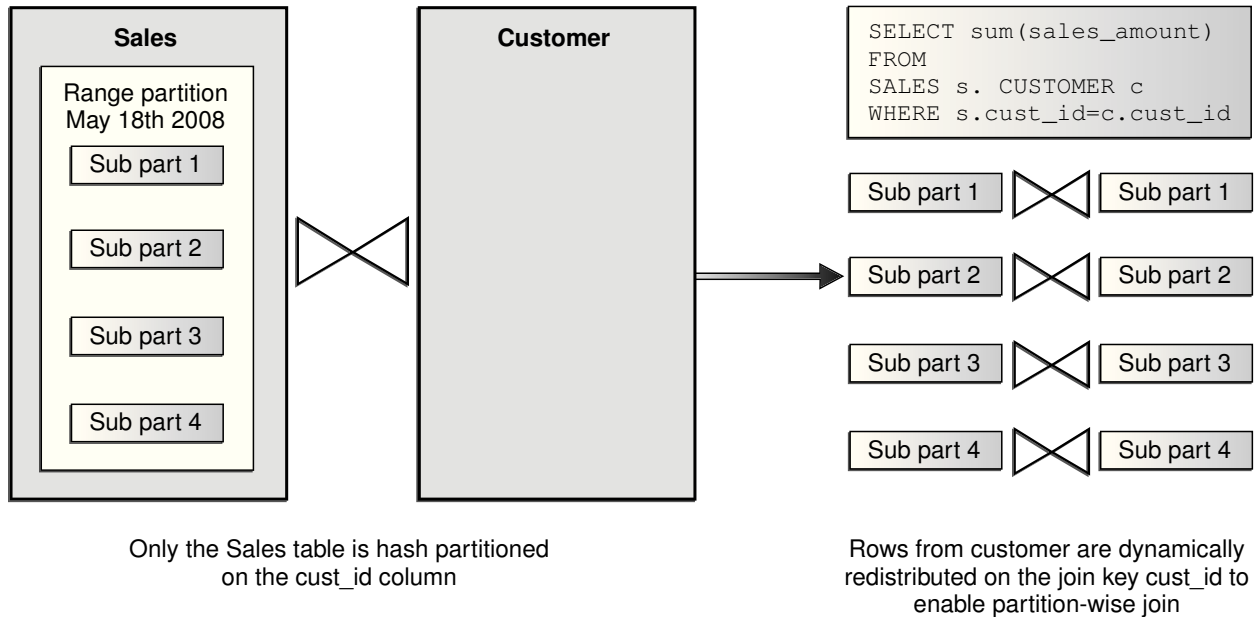 Sales
Range partition
May 18th 2008
Sub part 1
Sub part 2
Sub part 3
Sub part 4
Customer
SELECT sum(sales_amount)
FROM
SALES s. CUSTOMER c
WHERE s.cust_id=c.cust_id
Sub part 1
Sub part 1
Sub part 2
Sub part 2
Sub part 3
Sub part 3
Sub part 4
Sub part 4
Only the Sales table is hash partitioned
on the cust_id column
Rows from customer are dynamically
redistributed on the join key cust_id to
enable partition-wise join